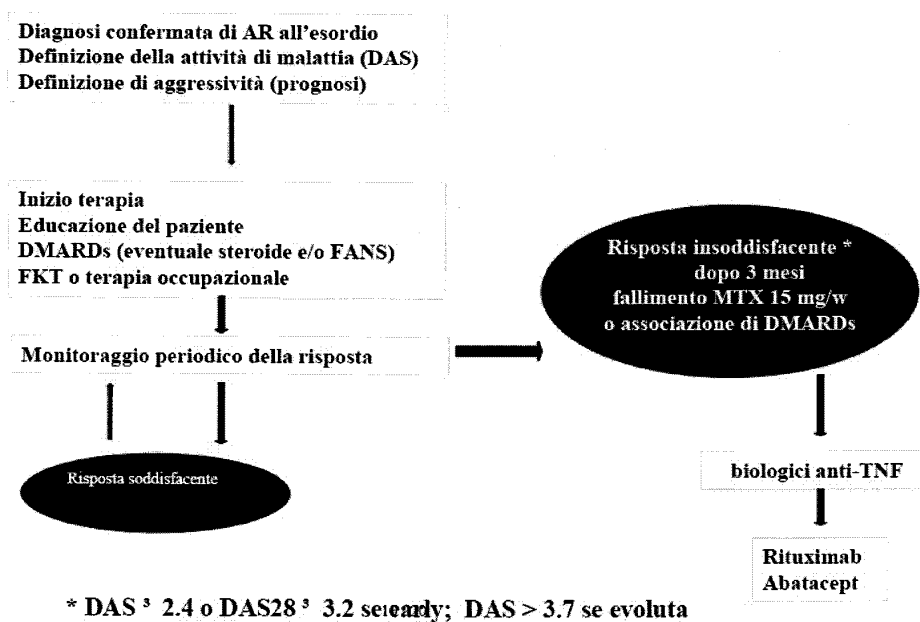 Diagnosi confermata di AR all'esordio
Definizione della attività di malattia (DAS)
Definizione di aggressività (prognosi)
Inizio terapia
Educazione del paziente
DMARDs (eventuale steroide e/o FANS)
FKT o terapia occupazionale
Monitoraggio periodico della risposta
Risposta soddisfacente
Risposta insoddisfacente *
dopo 3 mesi
fallimento MTX 15 mg/w
o associazione di DMARDs
biologici anti-TNF
Rituximab
Abatacept
* DAS ³ 2.4 o DAS28 ³ 3.2 se early; DAS > 3.7 se evoluta